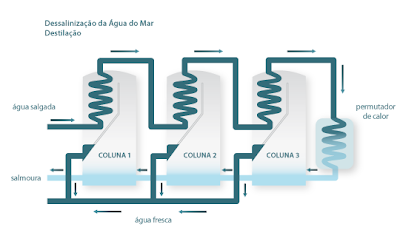 Dessalinização da Água do Mar
Destilação
água salgada
permutador
de calor
COLUNA 1
COLUNA 2
COLUNA 3
salmoura
água fresca